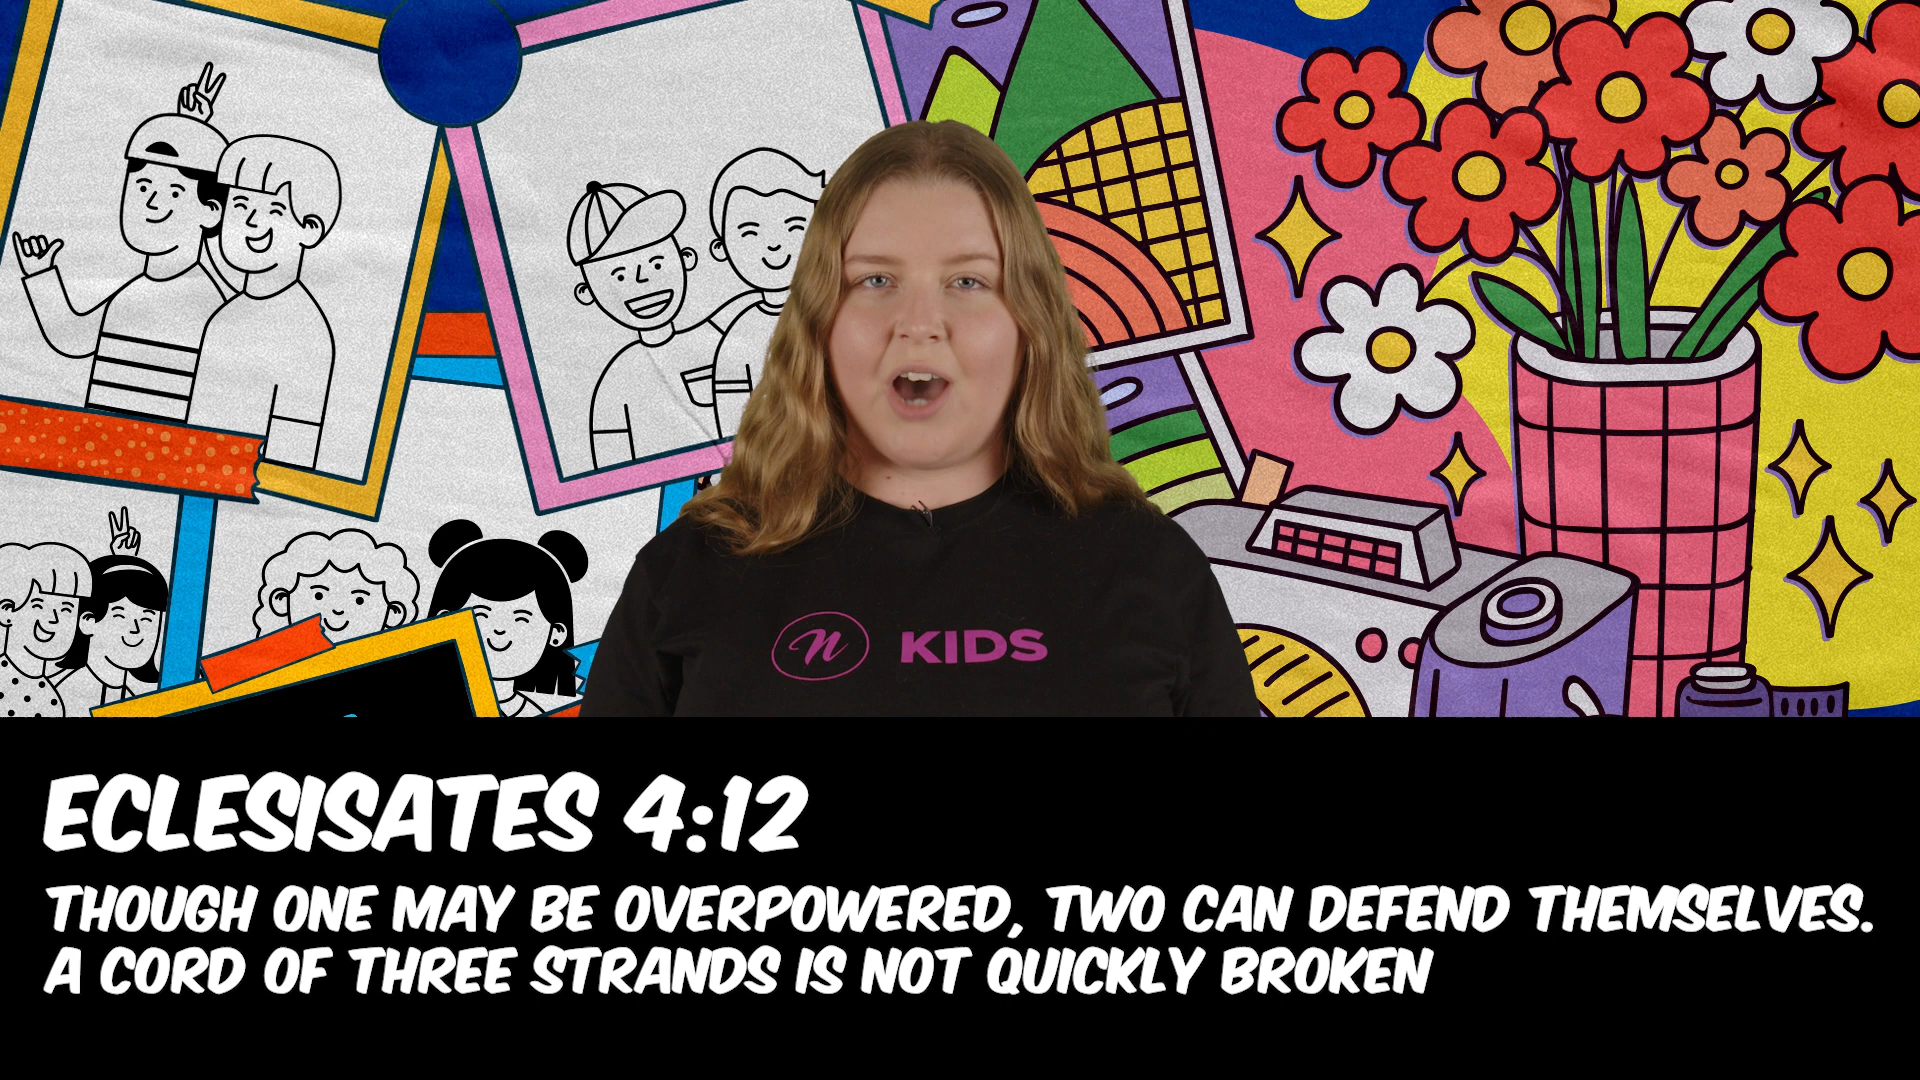 n KIDS
ECLESISATES 4:12
THOUGH ONE MAY BE OVERPOWERED, TWO CAN DEFEND THEMSELVES.
A CORD OF THREE STRANDS IS NOT QUICKLY BROKEN